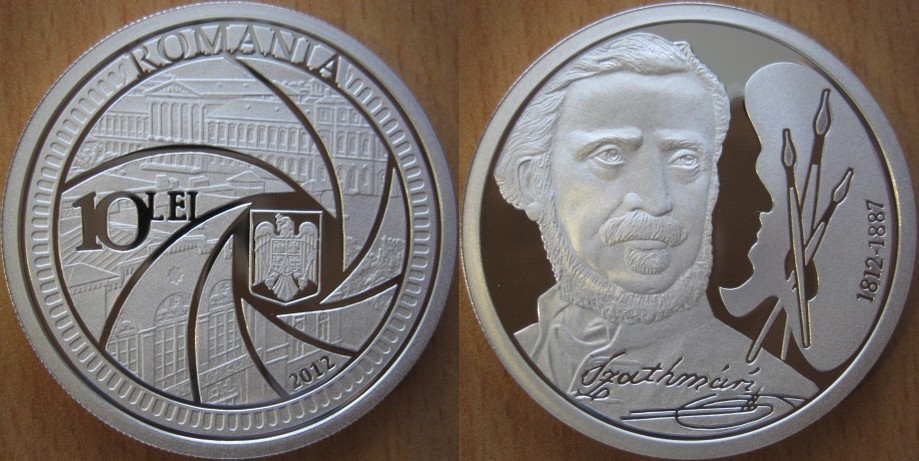 ROMANIA
10 LEI
2012
1812-1887
Szathmári